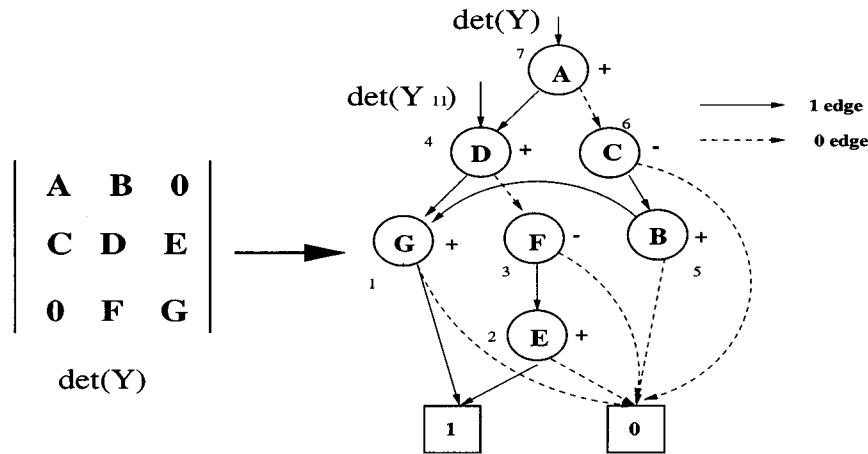 det(Y)
7 A +
det(Y 11)
6
1 edge
4 D +
C -
0 edge
A B 0
C D E
0 F G
G +
F -
B +
1
3
5
2 E +
det(Y)
1
0